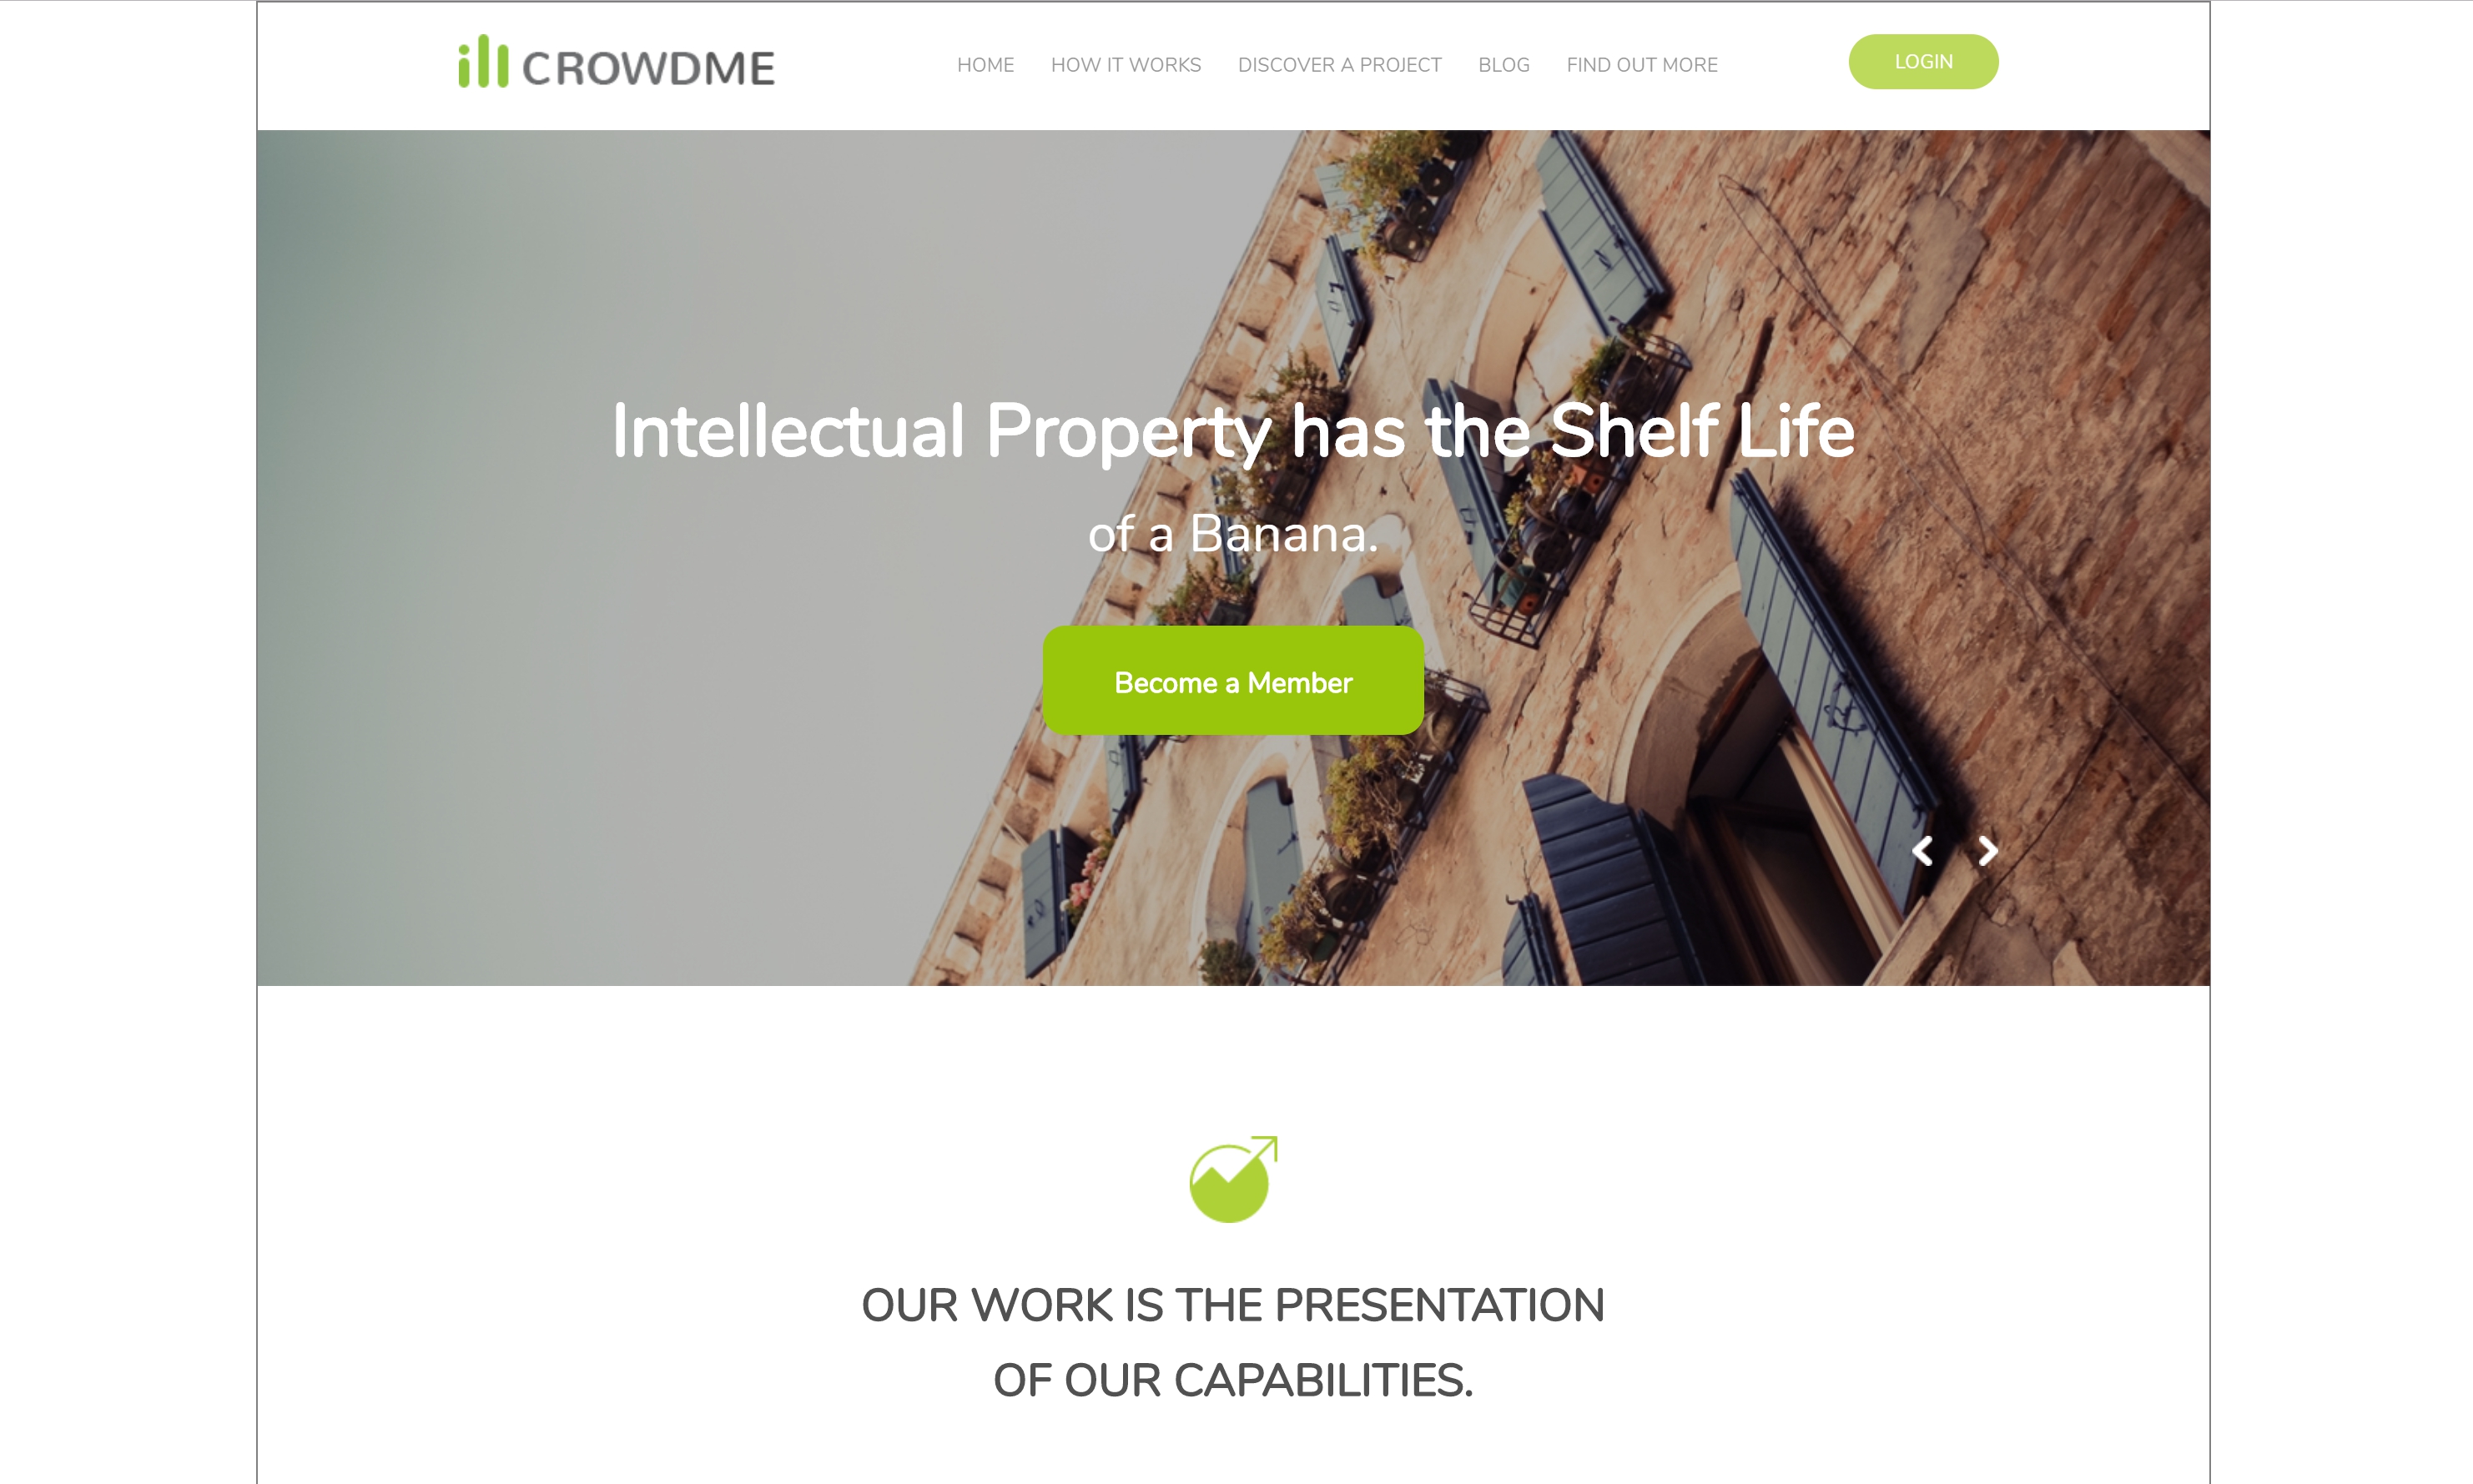 CROWDME
HOME HOW IT WORKS DISCOVER A PROJECT BLOG FIND OUT MORE LOGIN
Intellectual Property has the Shelf Life
of a Banana.
Become a Member
OUR WORK IS THE PRESENTATION
OF OUR CAPABILITIES.